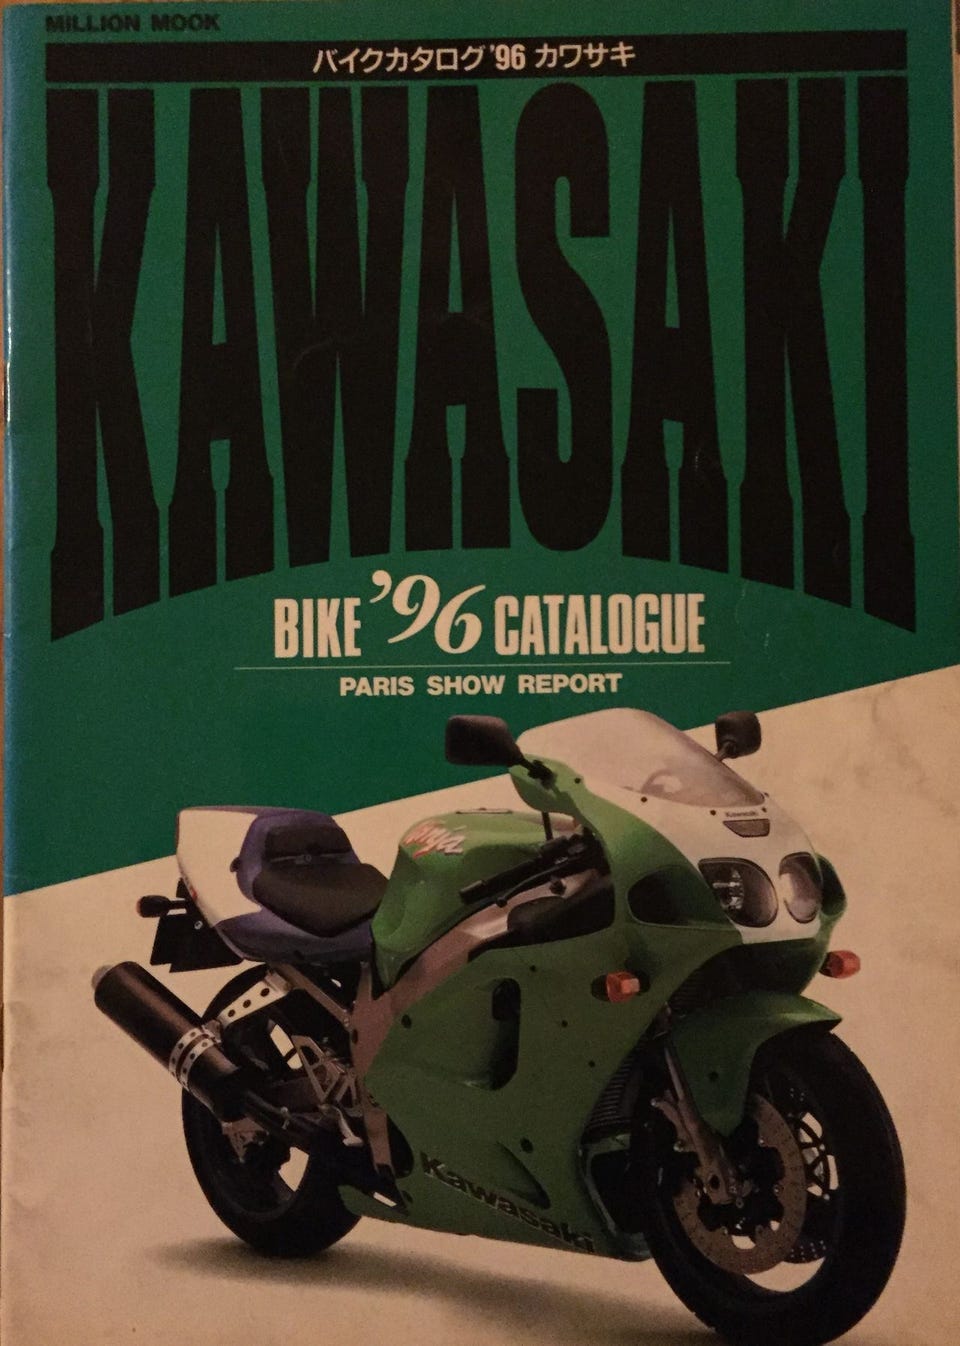 MILLION MOOK
バイクカタログ'96 カワサキ
KAWASAKI
BIKE '96 CATALOGUE
PARIS SHOW REPORT
Kawasaki
Ninja
Kawasaki